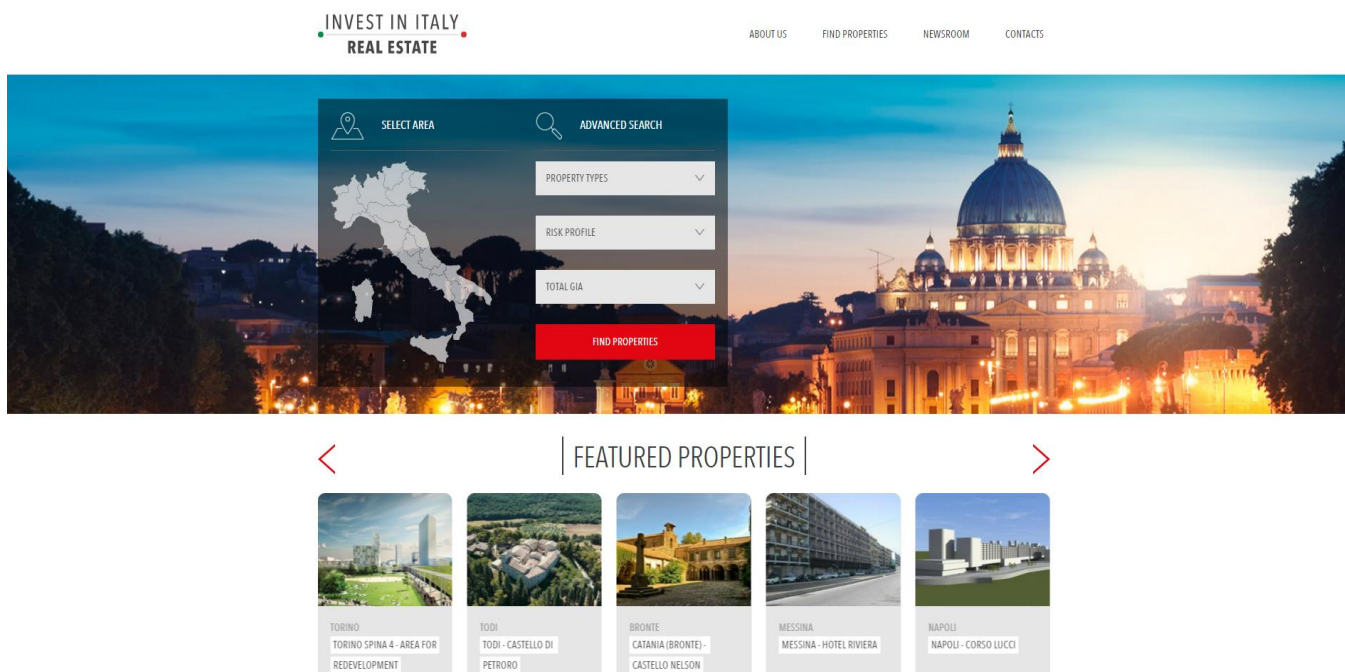 INVEST IN ITALY
REAL ESTATE
ABOUT US
FIND PROPERTIES
NEWSROOM
CONTACTS
SELECT AREA
ADVANCED SEARCH
PROPERTY TYPES
RISK PROFILE
TOTAL GIA
FIND PROPERTIES
FEATURED PROPERTIES
TORINO
TORINO SPINA 4 - AREA FOR
REDEVELOPMENT
TODI
TODI - CASTELLO DI
PETRORO
BRONTE
CATANIA (BRONTE) -
CASTELLO NELSON
MESSINA
MESSINA - HOTEL RIVIERA
NAPOLI
NAPOLI - CORSO LUCCI